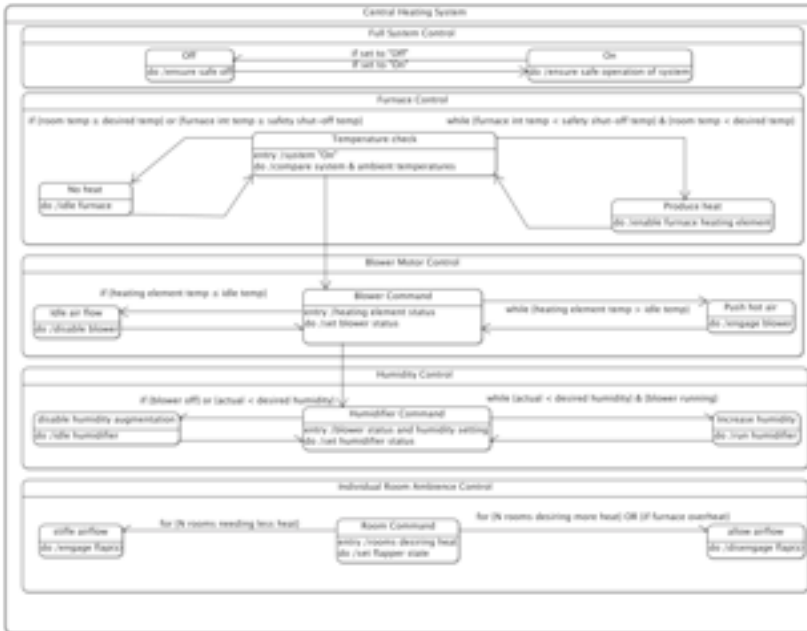 Central Heating System
Full System Control
Off
do /ensure safe off
if set to "Off"
if set to "On"
On
do /ensure safe operation of system
Furnace Control
if (room temp ≥ desired temp) or (furnace int temp ≥ safety shut-off temp)
while (furnace int temp < safety shut-off temp) & (room temp < desired temp)
Temperature check
entry /system "On"
do /compare system & ambient temperatures
No heat
do /idle furnace
Produce heat
do /enable furnace heating element
Blower Motor Control
if (heating element temp ≤ idle temp)
Blower Command
entry /heating element status
do /set blower status
while (heating element temp > idle temp)
Idle air flow
do /disable blower
Push hot air
do /engage blower
Humidity Control
if (blower off) or (actual < desired humidity)
while (actual < desired humidity) & (blower running)
disable humidity augmentation
do /idle humidifier
Humidifier Command
entry /blower status and humidity setting
do /set humidifier status
Increase humidity
do /run humidifier
Individual Room Ambience Control
for (N rooms needing less heat)
for (N rooms desiring more heat) OR (if furnace overheat)
stifle airflow
do /engage flap(s)
Room Command
entry /rooms desiring heat
do /set flapper state
allow airflow
do /disengage flap(s)